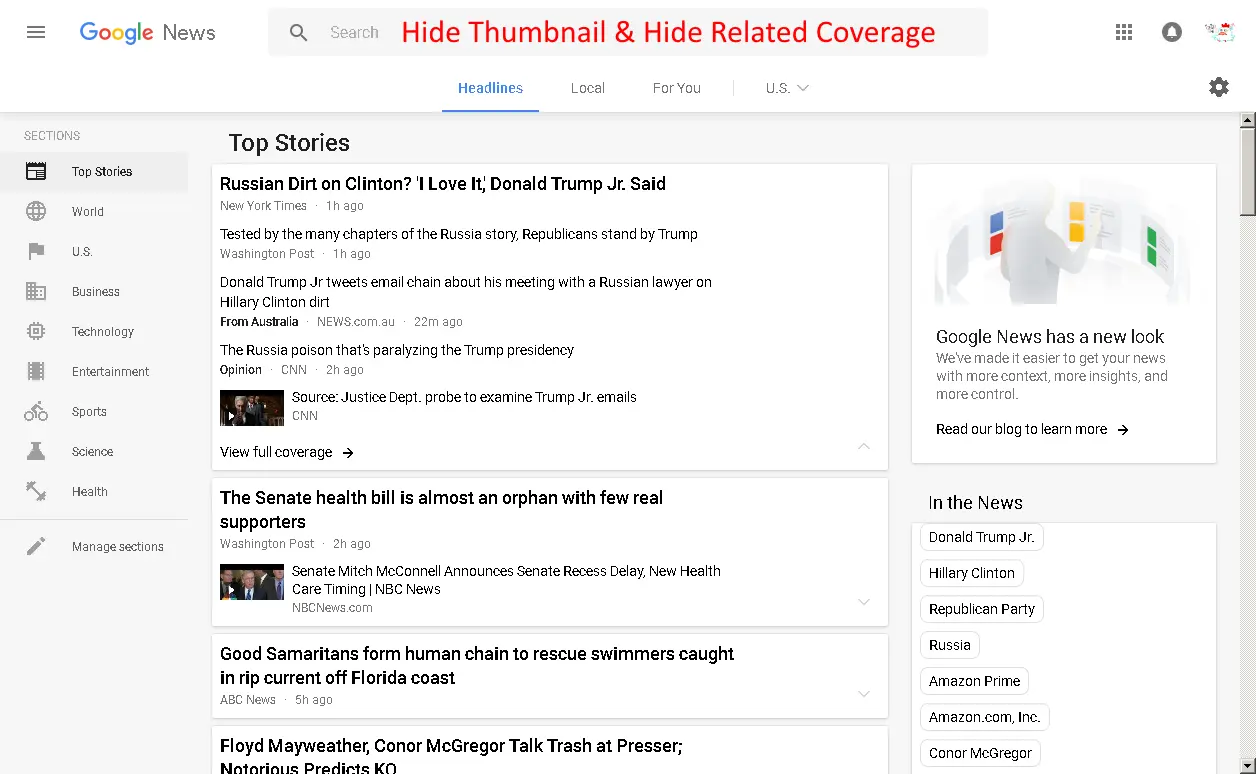 Google News
Search
Hide Thumbnail & Hide Related Coverage
Headlines
Local
For You
U.S.
SECTIONS
Top Stories
World
U.S.
Business
Technology
Entertainment
Sports
Science
Health
Manage sections
Top Stories
Russian Dirt on Clinton? 'I Love It,' Donald Trump Jr. Said
New York Times · 1h ago
Tested by the many chapters of the Russia story, Republicans stand by Trump
Washington Post · 1h ago
Donald Trump Jr tweets email chain about his meeting with a Russian lawyer on
Hillary Clinton dirt
From Australia · NEWS.com.au · 22m ago
The Russia poison that's paralyzing the Trump presidency
Opinion · CNN · 2h ago
Source: Justice Dept. probe to examine Trump Jr. emails
CNN
View full coverage →
The Senate health bill is almost an orphan with few real
supporters
Washington Post · 2h ago
Senate Mitch McConnell Announces Senate Recess Delay, New Health
Care Timing | NBC News
NBCNews.com
Good Samaritans form human chain to rescue swimmers caught
in rip current off Florida coast
ABC News · 5h ago
Floyd Mayweather, Conor McGregor Talk Trash at Presser;
Notorious Predicts KO
Google News has a new look
We've made it easier to get your news
with more context, more insights, and
more control.
Read our blog to learn more →
In the News
Donald Trump Jr.
Hillary Clinton
Republican Party
Russia
Amazon Prime
Amazon.com, Inc.
Conor McGregor